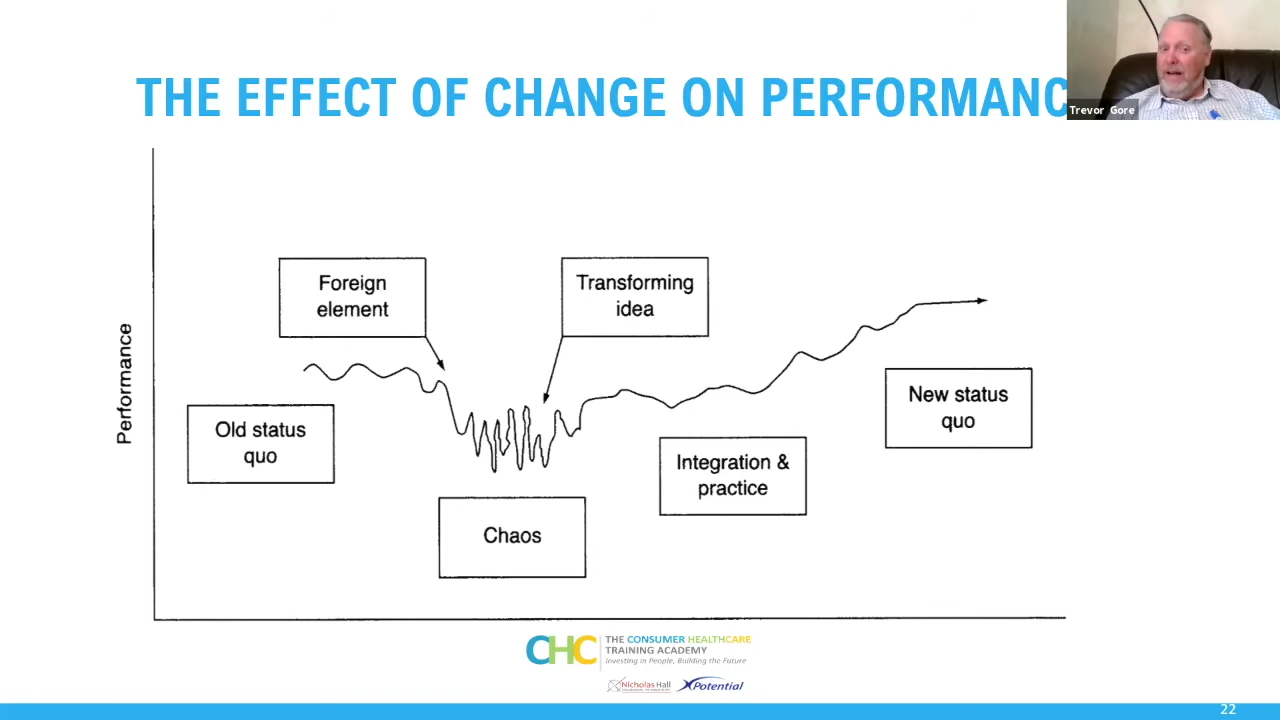 THE EFFECT OF CHANGE ON PERFORMANC
Trevor Gore
Foreign
element
Transforming
idea
Performance
Old status
quo
New status
quo
Integration &
practice
Chaos
CHC
THE CONSUMER HEALTHCARE
TRAINING ACADEMY
Investing in People, Building the Future
Nicholas Hall
XPotential
22